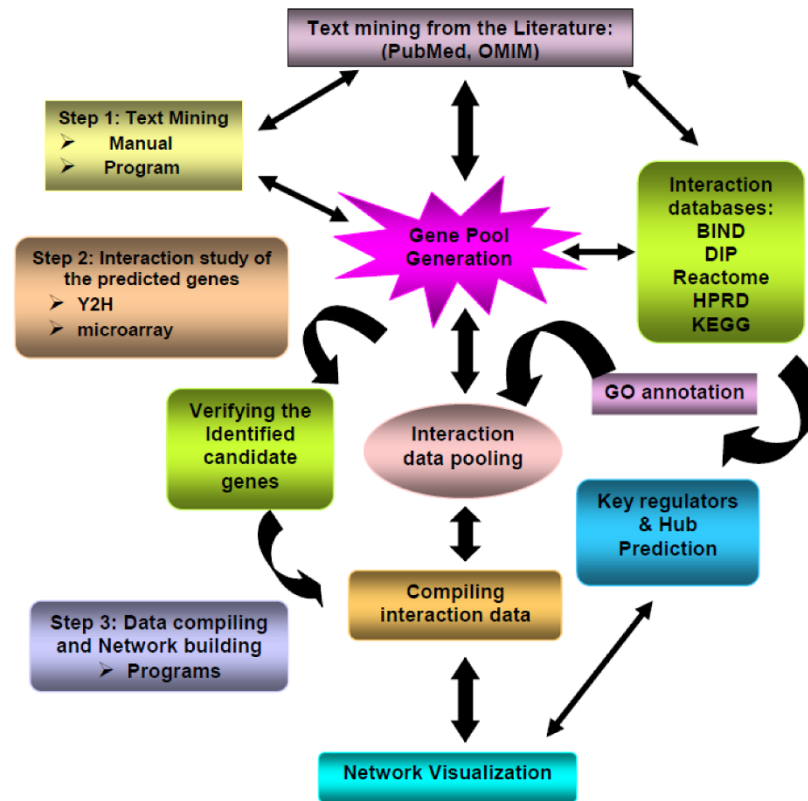 Text mining from the Literature:
(PubMed, OMIM)
Step 1: Text Mining
➢ Manual
➢ Program
Gene Pool
Generation
Interaction
databases:
BIND
DIP
Reactome
HPRD
KEGG
Step 2: Interaction study of
the predicted genes
➢ Y2H
➢ microarray
GO annotation
Verifying the
Identified
candidate
genes
Interaction
data pooling
Key regulators
& Hub
Prediction
Compiling
interaction data
Step 3: Data compiling
and Network building
➢ Programs
Network Visualization